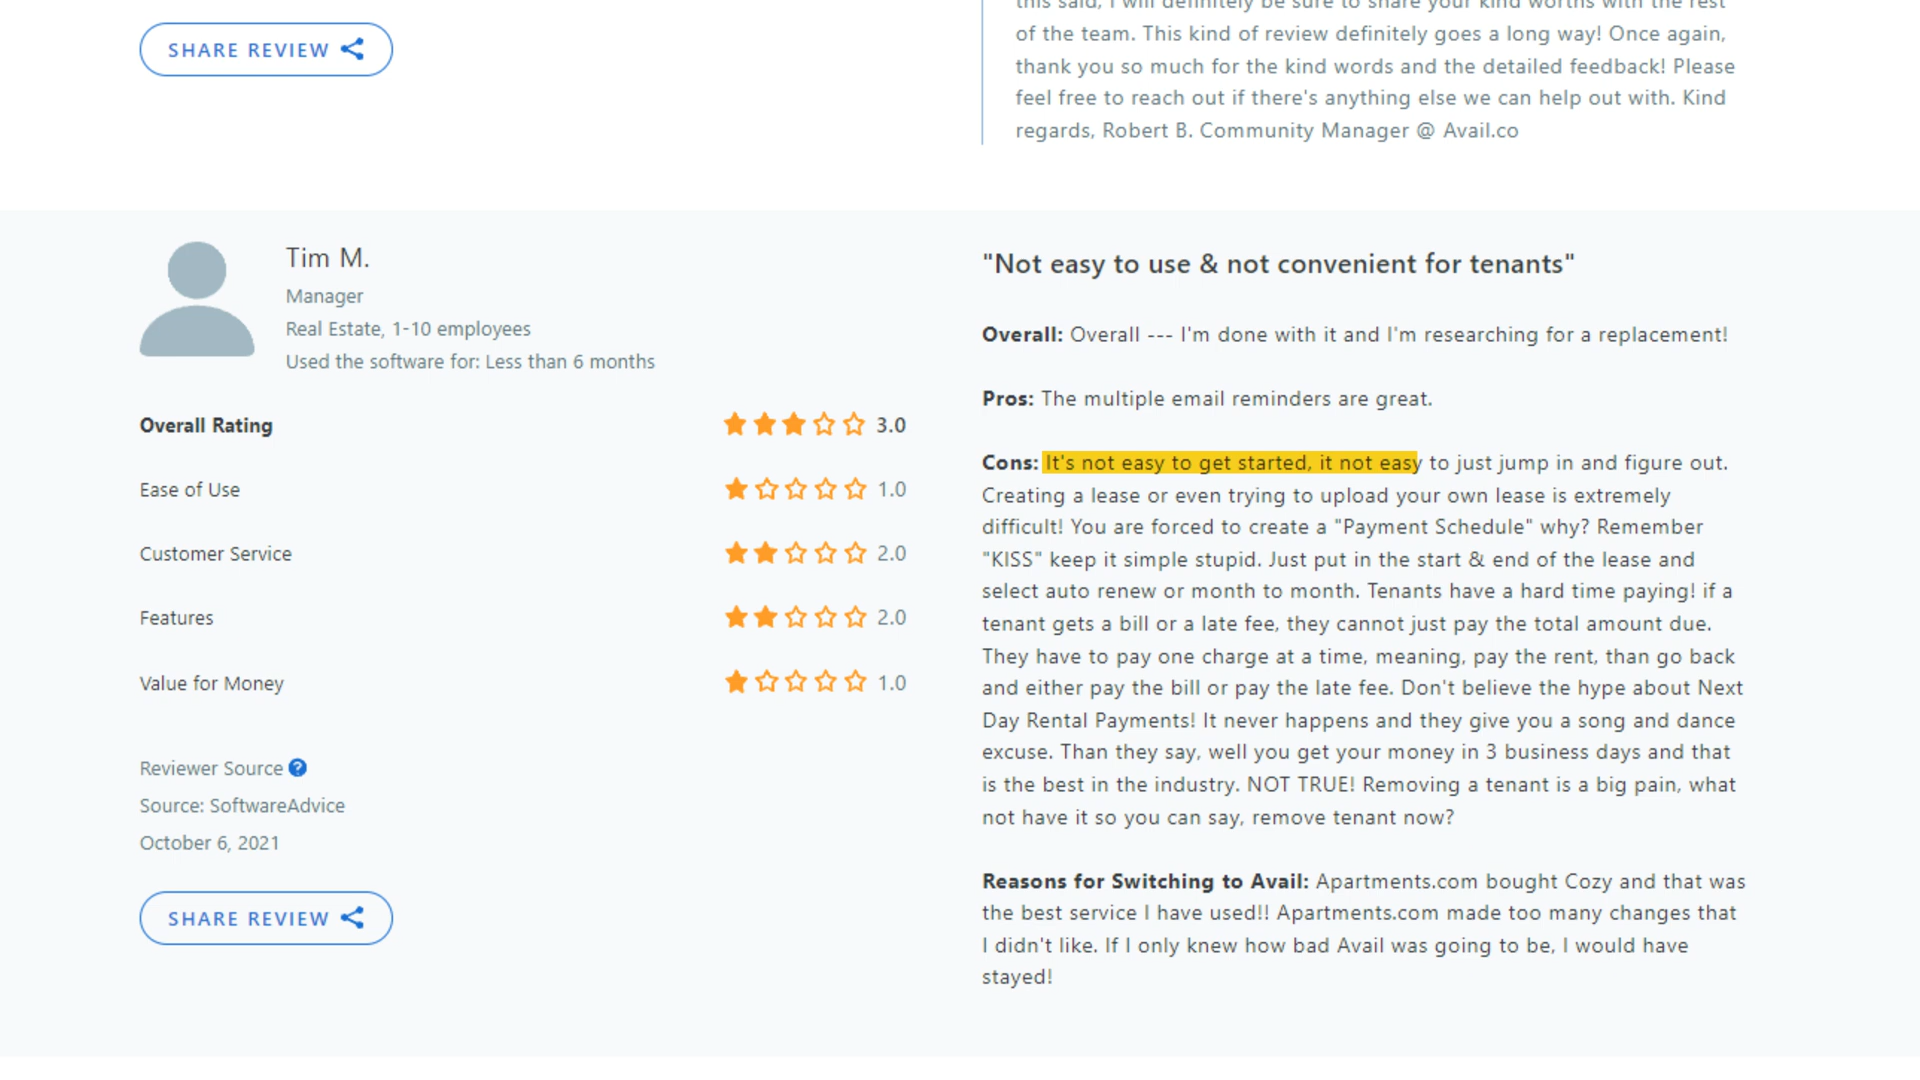 this said, I will definitely be sure to share your kind worths with the rest
of the team. This kind of review definitely goes a long way! Once again,
thank you so much for the kind words and the detailed feedback! Please
feel free to reach out if there's anything else we can help out with. Kind
regards, Robert B. Community Manager @ Avail.co
SHARE REVIEW
Tim M.
Manager
Real Estate, 1-10 employees
Used the software for: Less than 6 months
Overall Rating 3.0
Ease of Use 1.0
Customer Service 2.0
Features 2.0
Value for Money 1.0
Reviewer Source ?
Source: SoftwareAdvice
October 6, 2021
SHARE REVIEW
"Not easy to use & not convenient for tenants"
Overall: Overall --- I'm done with it and I'm researching for a replacement!
Pros: The multiple email reminders are great.
Cons: It's not easy to get started, it not easy to just jump in and figure out.
Creating a lease or even trying to upload your own lease is extremely
difficult! You are forced to create a "Payment Schedule" why? Remember
"KISS" keep it simple stupid. Just put in the start & end of the lease and
select auto renew or month to month. Tenants have a hard time paying! if a
tenant gets a bill or a late fee, they cannot just pay the total amount due.
They have to pay one charge at a time, meaning, pay the rent, than go back
and either pay the bill or pay the late fee. Don't believe the hype about Next
Day Rental Payments! It never happens and they give you a song and dance
excuse. Than they say, well you get your money in 3 business days and that
is the best in the industry. NOT TRUE! Removing a tenant is a big pain, what
not have it so you can say, remove tenant now?
Reasons for Switching to Avail: Apartments.com bought Cozy and that was
the best service I have used!! Apartments.com made too many changes that
I didn't like. If I only knew how bad Avail was going to be, I would have
stayed!